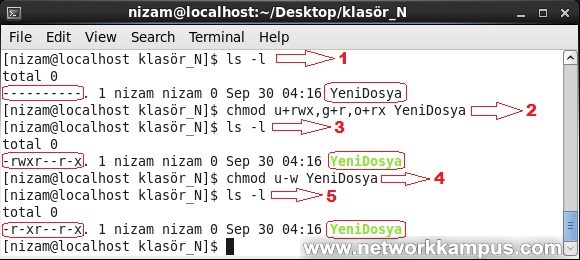 nizam@localhost:~/Desktop/klasör_N
File Edit View Search Terminal Help
[nizam@localhost klasör_N]$ ls -l 1
total 0
----------. 1 nizam nizam 0 Sep 30 04:16 YeniDosya
[nizam@localhost klasör_N]$ chmod u+rwx,g+r,o+rx YeniDosya 2
[nizam@localhost klasör_N]$ ls -l 3
total 0
-rwxr--r-x. 1 nizam nizam 0 Sep 30 04:16 YeniDosya
[nizam@localhost klasör_N]$ chmod u-w YeniDosya 4
[nizam@localhost klasör_N]$ ls -l 5
total 0
-r-xr--r-x. 1 nizam nizam 0 Sep 30 04:16 YeniDosya
[nizam@localhost klasör_N]$
www.networkkampus.com